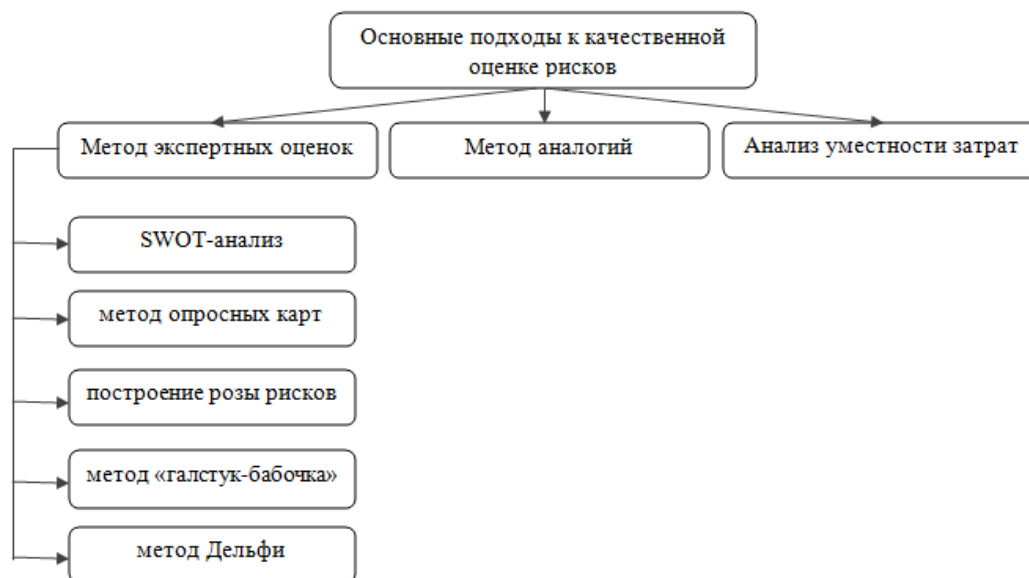 Основные подходы к качественной
оценке рисков
Метод экспертных оценок
Метод аналогий
Анализ уместности затрат
SWOT-анализ
метод опросных карт
построение розы рисков
метод «галстук-бабочка»
метод Дельфи